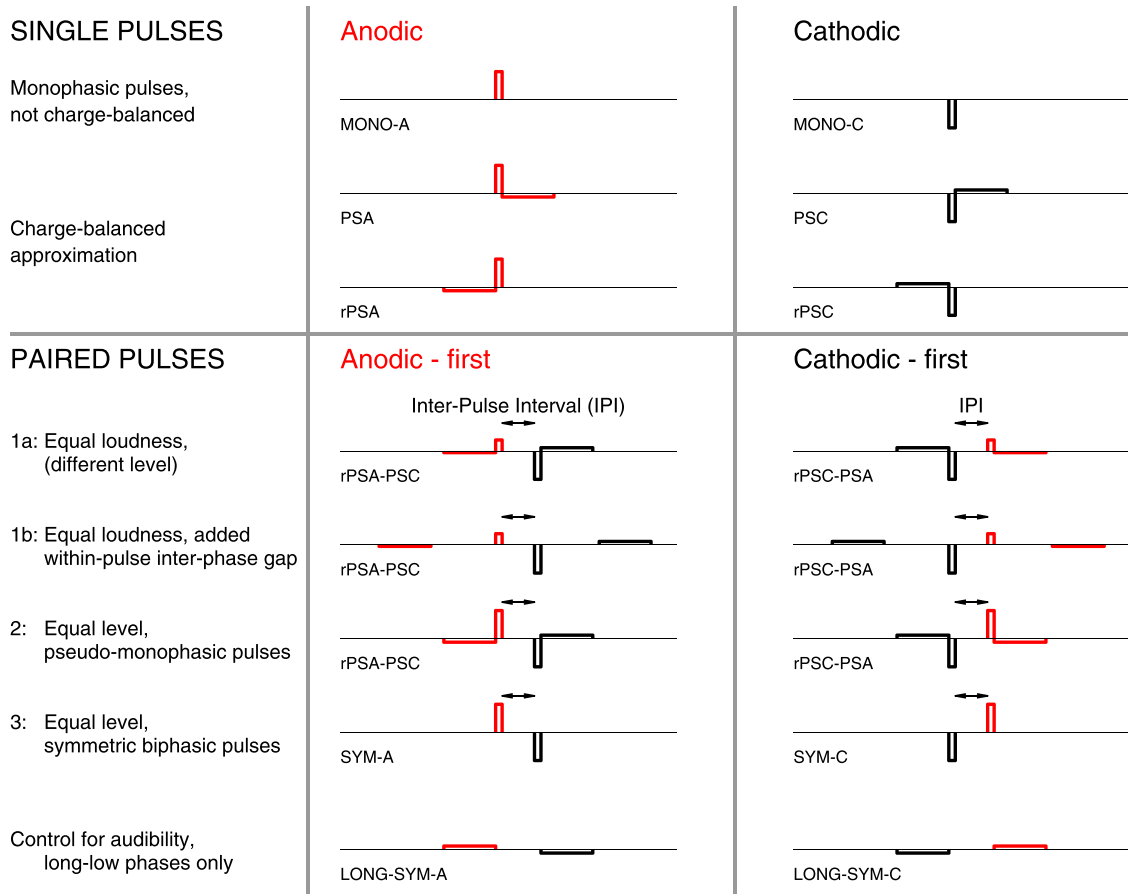 SINGLE PULSES
Anodic
Cathodic
Monophasic pulses,
not charge-balanced
MONO-A
MONO-C
PSA
PSC
Charge-balanced
approximation
rPSA
rPSC
PAIRED PULSES
Anodic - first
Cathodic - first
Inter-Pulse Interval (IPI)
IPI
1a: Equal loudness,
(different level)
rPSA-PSC
rPSC-PSA
1b: Equal loudness, added
within-pulse inter-phase gap
rPSA-PSC
rPSC-PSA
2: Equal level,
pseudo-monophasic pulses
rPSA-PSC
rPSC-PSA
3: Equal level,
symmetric biphasic pulses
SYM-A
SYM-C
Control for audibility,
long-low phases only
LONG-SYM-A
LONG-SYM-C